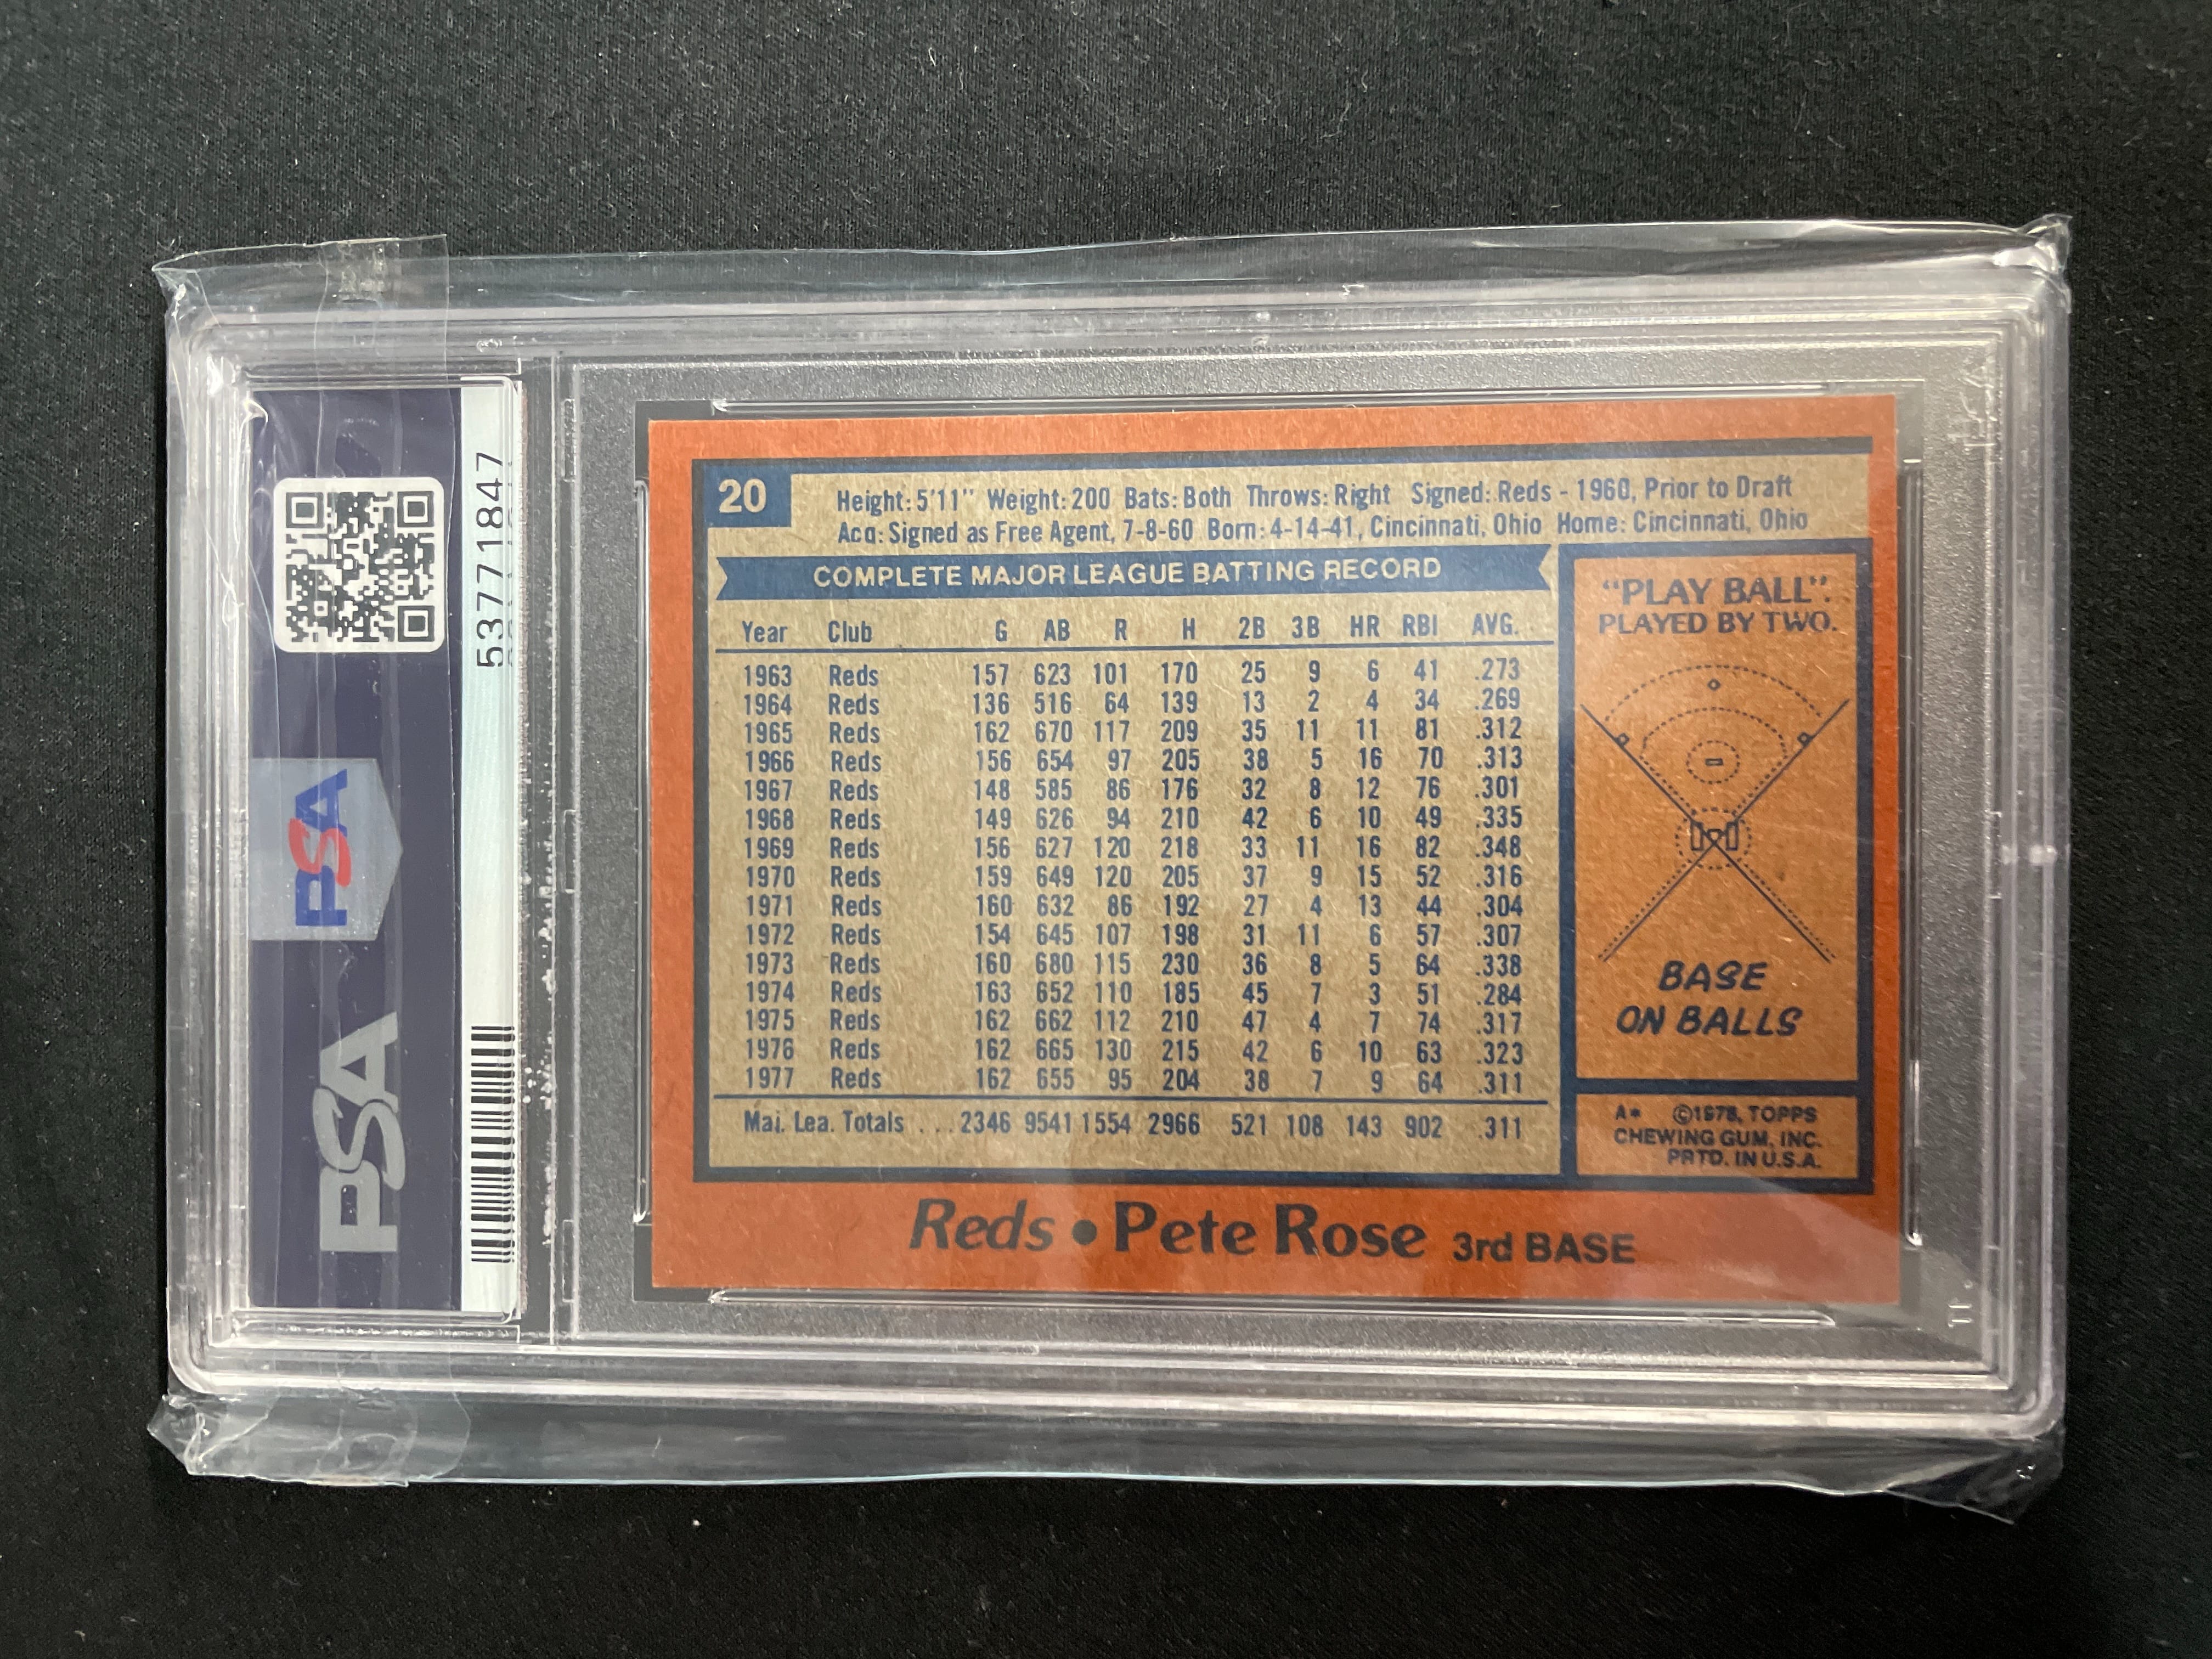 53771847
PSA
PSA
20
Height: 5'11" Weight: 200 Bats: Both Throws: Right Signed: Reds - 1960, Prior to Draft
Acq: Signed as Free Agent, 7-8-60 Born: 4-14-41, Cincinnati, Ohio Home: Cincinnati, Ohio
COMPLETE MAJOR LEAGUE BATTING RECORD
Year Club G AB R H 2B 3B HR RBI AVG.
1963 Reds 157 623 101 170 25 9 6 41 .273
1964 Reds 136 516 64 139 13 2 4 34 .269
1965 Reds 162 670 117 209 35 11 11 81 .312
1966 Reds 156 654 97 205 38 5 16 70 .313
1967 Reds 148 585 86 176 32 8 12 76 .301
1968 Reds 149 626 94 210 42 6 10 49 .335
1969 Reds 156 627 120 218 33 11 16 82 .348
1970 Reds 159 649 120 205 37 9 15 52 .316
1971 Reds 160 632 86 192 27 4 13 44 .304
1972 Reds 154 645 107 198 31 11 6 57 .307
1973 Reds 160 680 115 230 36 8 5 64 .338
1974 Reds 163 652 110 185 45 7 3 51 .284
1975 Reds 162 662 112 210 47 4 7 74 .317
1976 Reds 162 665 130 215 42 6 10 63 .323
1977 Reds 162 655 95 204 38 7 9 64 .311
Maj. Lea. Totals ... 2346 9541 1554 2966 521 108 143 902 .311
"PLAY BALL".
PLAYED BY TWO.
BASE
ON BALLS
A* ©1978, TOPPS
CHEWING GUM, INC.
PRTD. IN U.S.A.
Reds • Pete Rose 3rd BASE